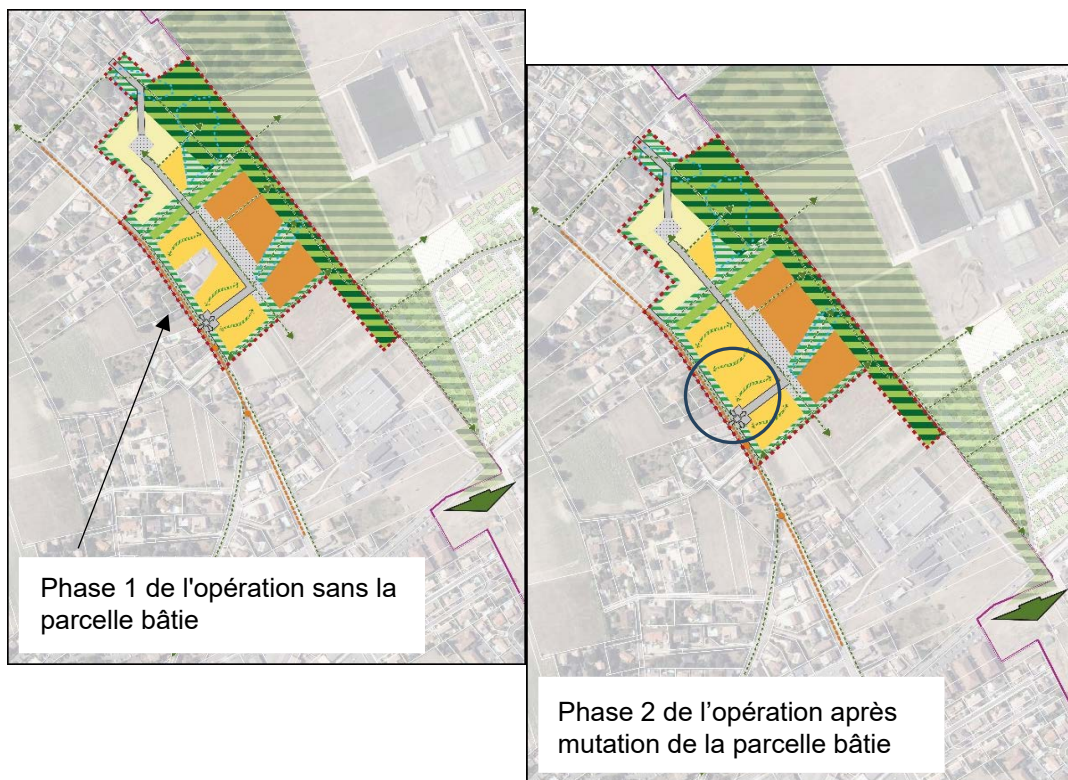 Phase 1 de l'opération sans la
parcelle bâtie
Phase 2 de l’opération après
mutation de la parcelle bâtie